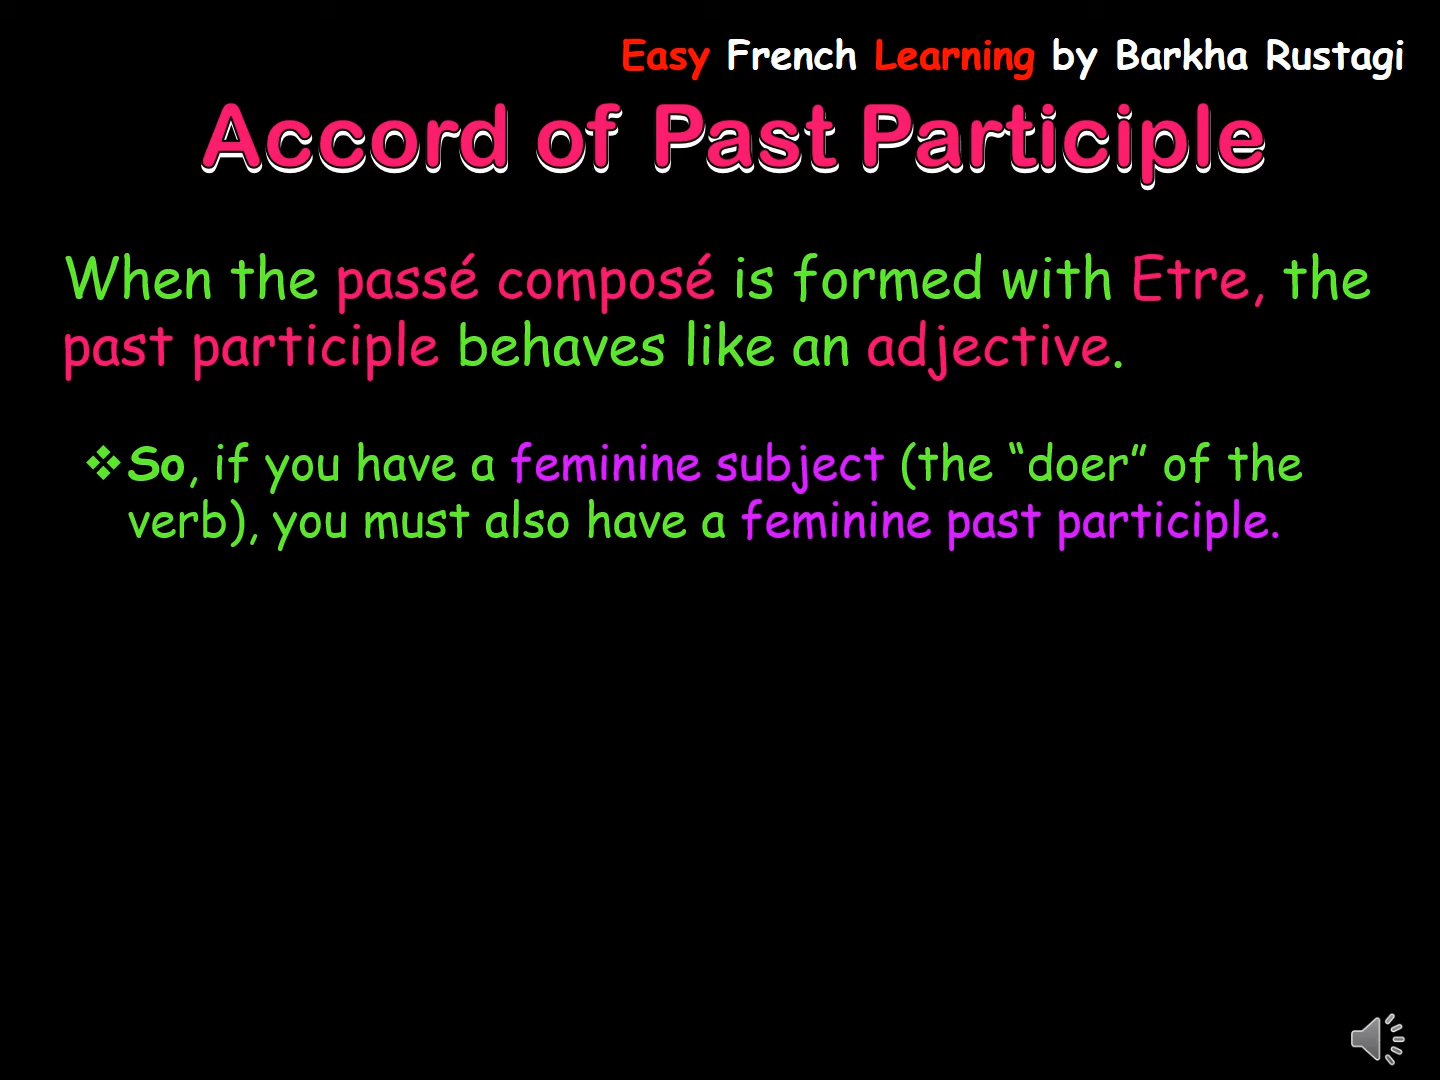 Easy French Learning by Barkha Rustagi
Accord of Past Participle
When the passé composé is formed with Etre, the
past participle behaves like an adjective.
❖So, if you have a feminine subject (the “doer” of the
verb), you must also have a feminine past participle.